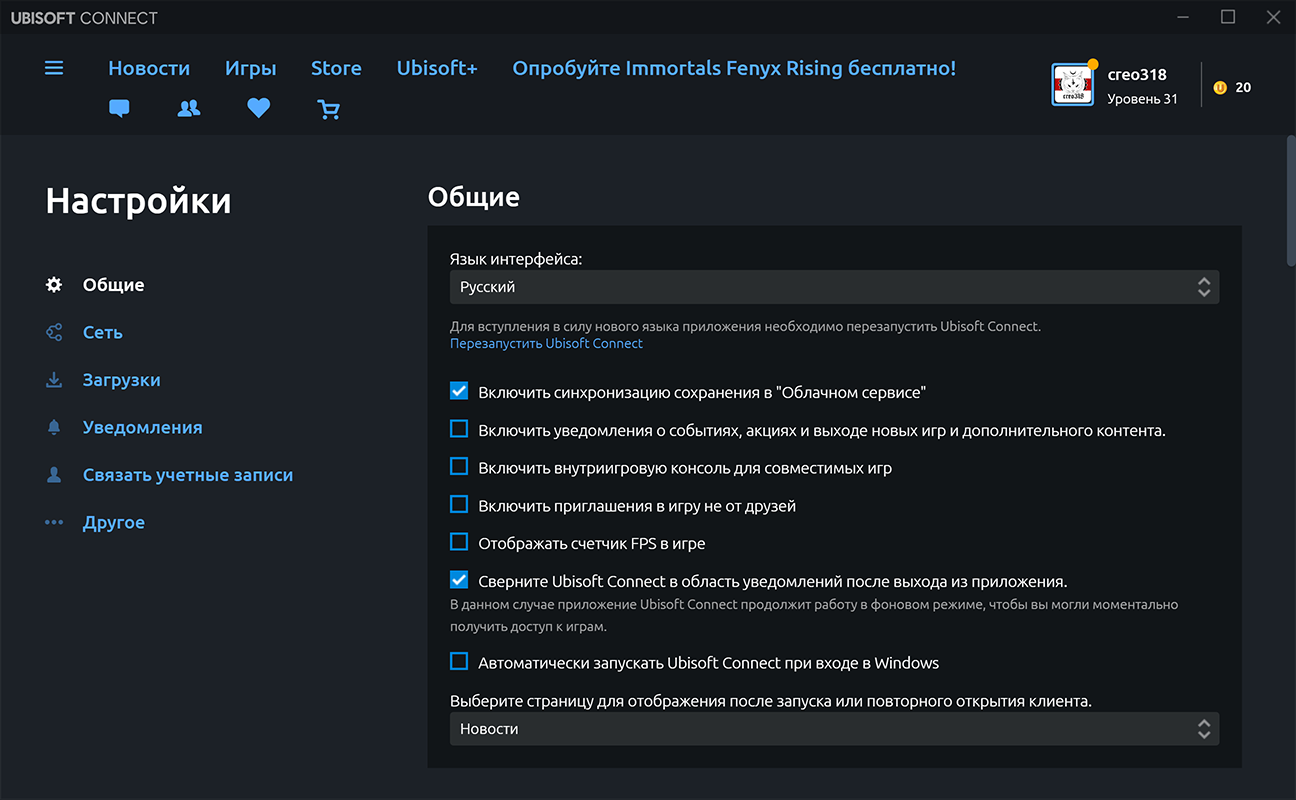 UBISOFT CONNECT
Новости Игры Store Ubisoft+ Опробуйте Immortals Fenyx Rising бесплатно!
creo318
creo318
Уровень 31
20
Настройки
Общие
Сеть
Загрузки
Уведомления
Связать учетные записи
Другое
Общие
Язык интерфейса:
Русский
Для вступления в силу нового языка приложения необходимо перезапустить Ubisoft Connect.
Перезапустить Ubisoft Connect
Включить синхронизацию сохранения в "Облачном сервисе"
Включить уведомления о событиях, акциях и выходе новых игр и дополнительного контента.
Включить внутриигровую консоль для совместимых игр
Включить приглашения в игру не от друзей
Отображать счетчик FPS в игре
Сверните Ubisoft Connect в область уведомлений после выхода из приложения.
В данном случае приложение Ubisoft Connect продолжит работу в фоновом режиме, чтобы вы могли моментально
получить доступ к играм.
Автоматически запускать Ubisoft Connect при входе в Windows
Выберите страницу для отображения после запуска или повторного открытия клиента.
Новости